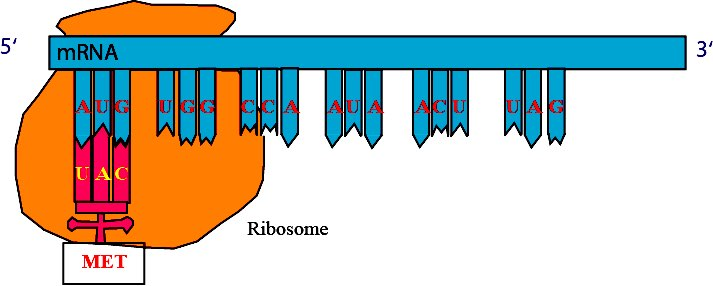 5‘ mRNA 3‘
A U G U G G C C A A U A A C U U A G
U A C
Ribosome
MET